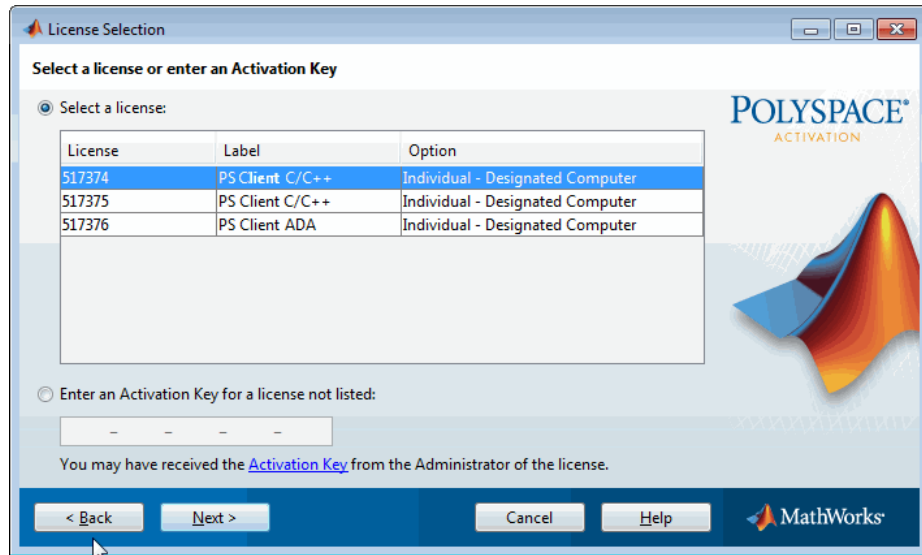 License Selection
Select a license or enter an Activation Key
Select a license:
POLYSPACE®
ACTIVATION
License Label Option
517374 PS Client C/C++ Individual - Designated Computer
517375 PS Client C/C++ Individual - Designated Computer
517376 PS Client ADA Individual - Designated Computer
Enter an Activation Key for a license not listed:
– – – –
You may have received the Activation Key from the Administrator of the license.
< Back Next > Cancel Help MathWorks®